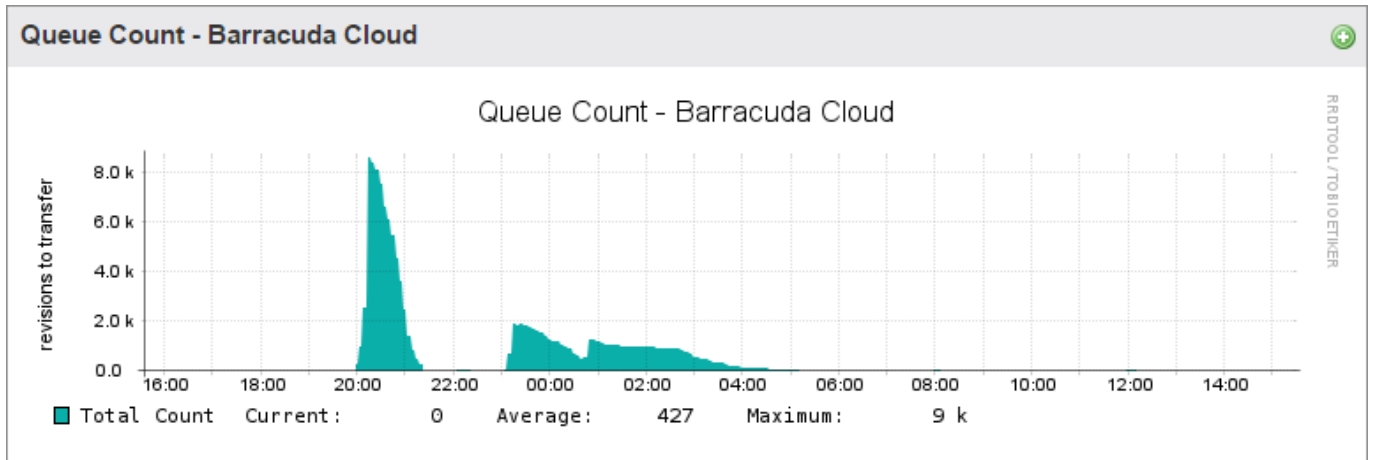 Queue Count - Barracuda Cloud
Queue Count - Barracuda Cloud
RRDTOOL / TOBI OETIKER
revisions to transfer
8.0 k
6.0 k
4.0 k
2.0 k
0.0
16:00 18:00 20:00 22:00 00:00 02:00 04:00 06:00 08:00 10:00 12:00 14:00
Total Count Current: 0 Average: 427 Maximum: 9 k